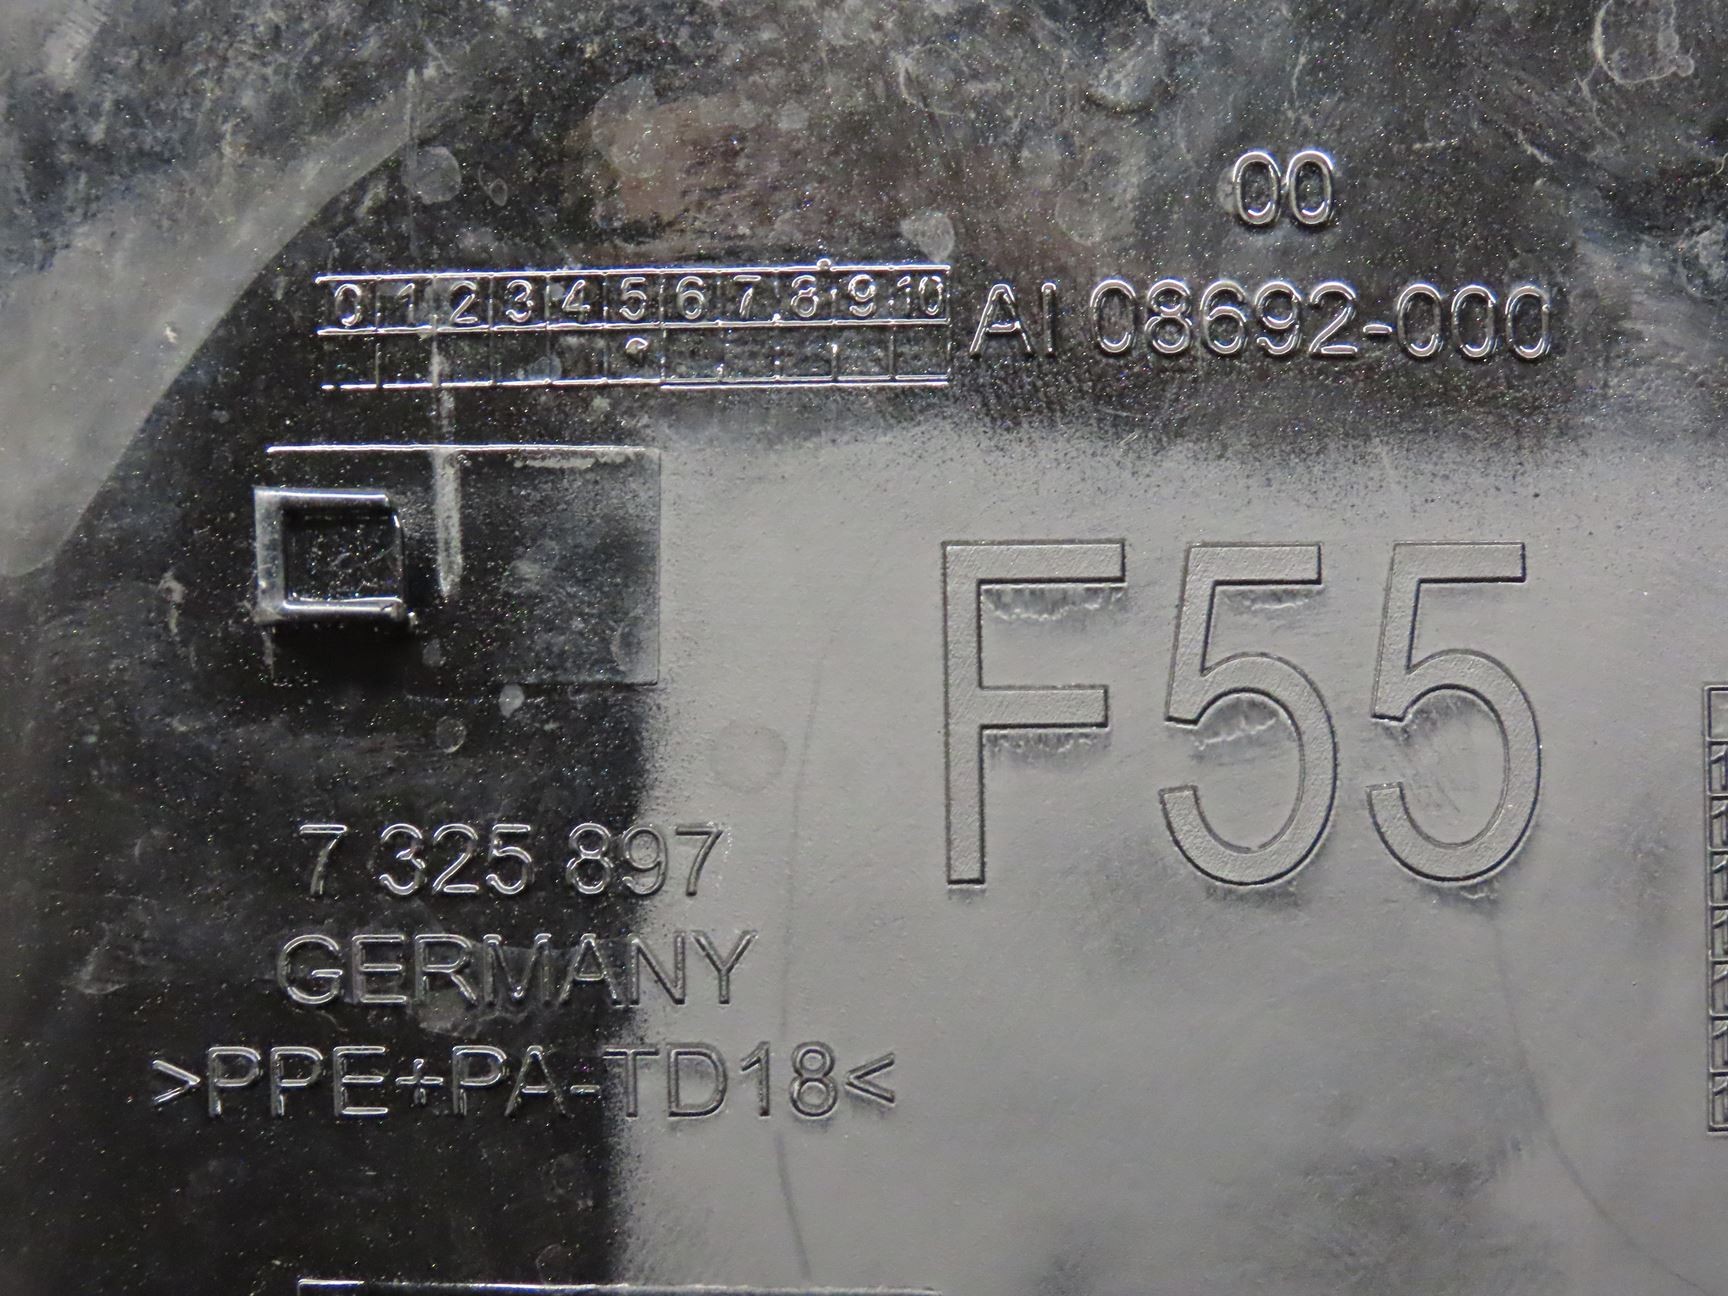 00
0 1 2 3 4 5 6 7 8 9 10 AI 08692-000
F55
7 325 897
GERMANY
>PPE+PA-TD18<